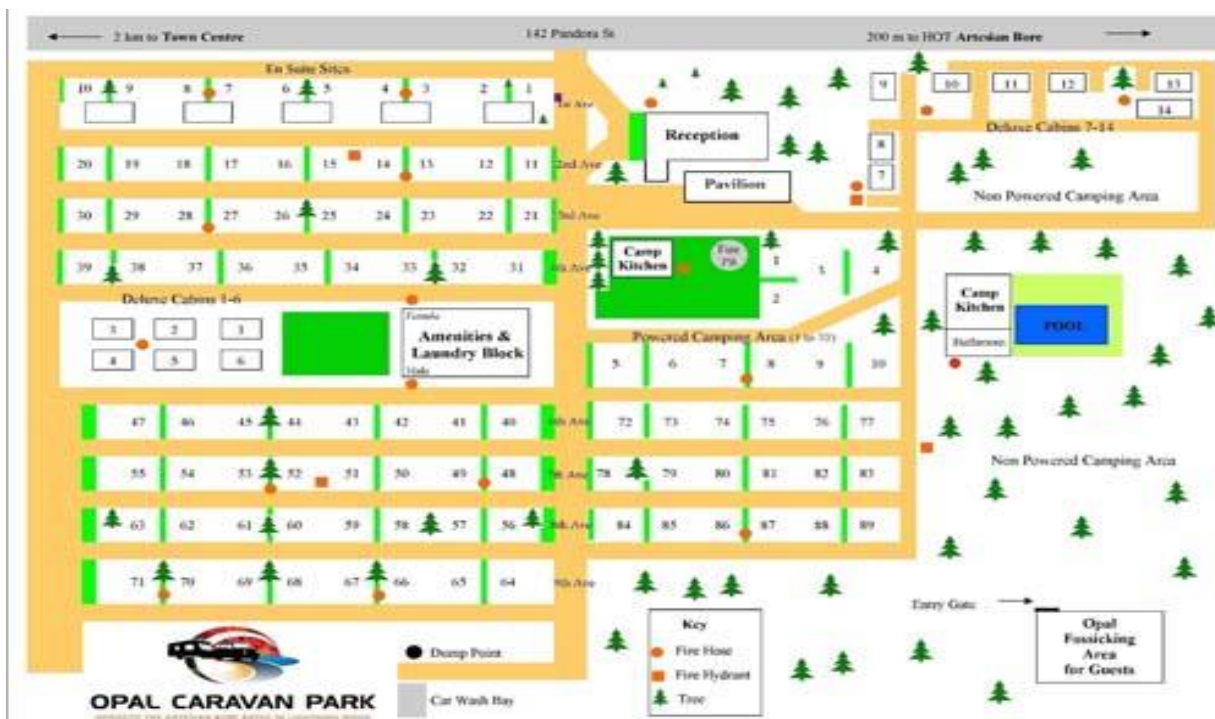 2 km to Town Centre
142 Pandora St
200 m to HOT Artesian Bore
En Suite Sites
10 9 8 7 6 5 4 3 2 1
1st Ave
Reception
Pavilion
9 10 11 12 13
14
8
7
Deluxe Cabins 7-14
Non Powered Camping Area
20 19 18 17 16 15 14 13 12 11
2nd Ave
30 29 28 27 26 25 24 23 22 21
3rd Ave
39 38 37 36 35 34 33 32 31
Camp
Kitchen
Fire
Pit
1
2
3
4
Deluxe Cabins 1-6
3 2 1
4 5 6
Female
Amenities &
Laundry Block
Male
Camp
Kitchen
Bathroom
POOL
Powered Camping Area (1 to 10)
5 6 7 8 9 10
47 46 45 44 43 42 41 40
72 73 74 75 76 77
55 54 53 52 51 50 49 48
78 79 80 81 82 83
63 62 61 60 59 58 57 56
8th Ave
84 85 86 87 88 89
71 70 69 68 67 66 65 64
9th Ave
Non Powered Camping Area
Entry Gate
Opal
Fossicking
Area
for Guests
Key
Fire Hose
Fire Hydrant
Tree
Dump Point
Car Wash Bay
OPAL CARAVAN PARK